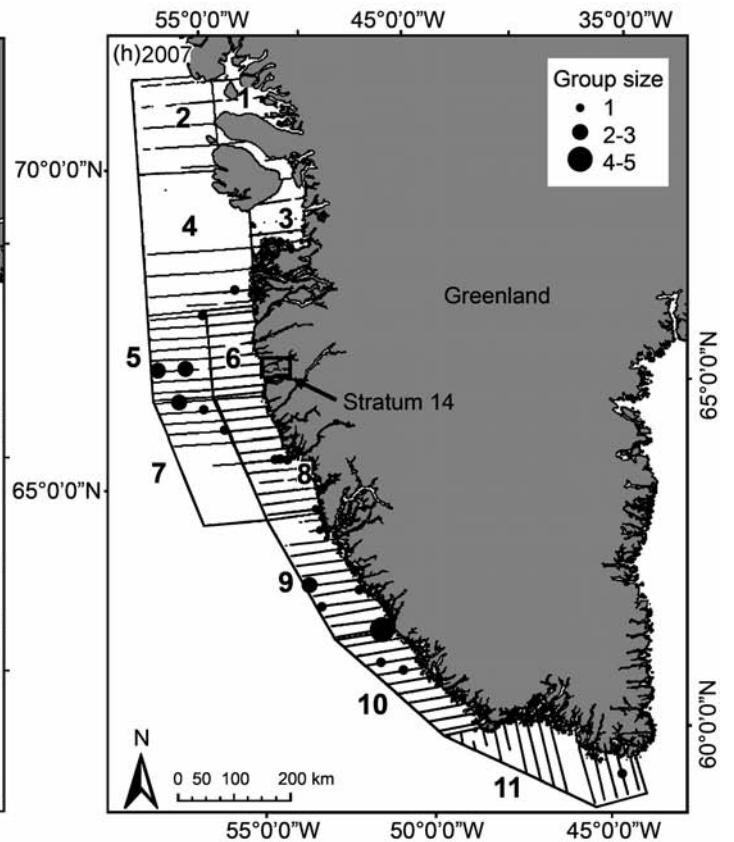 55°0'0"W 45°0'0"W 35°0'0"W
(h)2007
Group size
1
2-3
4-5
1
2
70°0'0"N
3
4
Greenland
5
6
65°0'0"N
Stratum 14
7
8
65°0'0"N
9
10
60°0'0"N
N
0 50 100 200 km
11
55°0'0"W 50°0'0"W 45°0'0"W